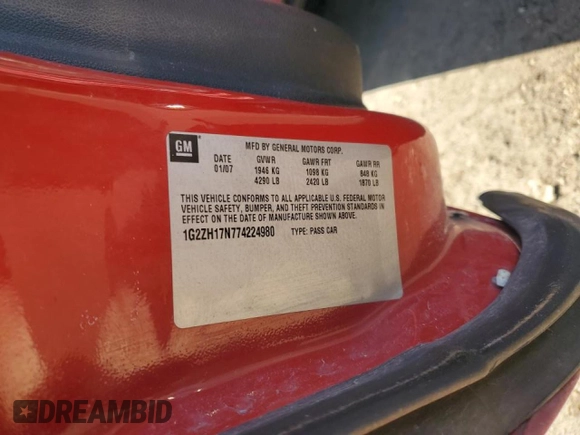 GM
MFD BY GENERAL MOTORS CORP.
DATE GVWR GAWR FRT GAWR RR
01/07 1946 KG 1098 KG 848 KG
4290 LB 2420 LB 1870 LB
THIS VEHICLE CONFORMS TO ALL APPLICABLE U.S. FEDERAL MOTOR
VEHICLE SAFETY, BUMPER, AND THEFT PREVENTION STANDARDS IN
EFFECT ON THE DATE OF MANUFACTURE SHOWN ABOVE.
1G2ZH17N774224980 TYPE: PASS CAR
DREAMBID